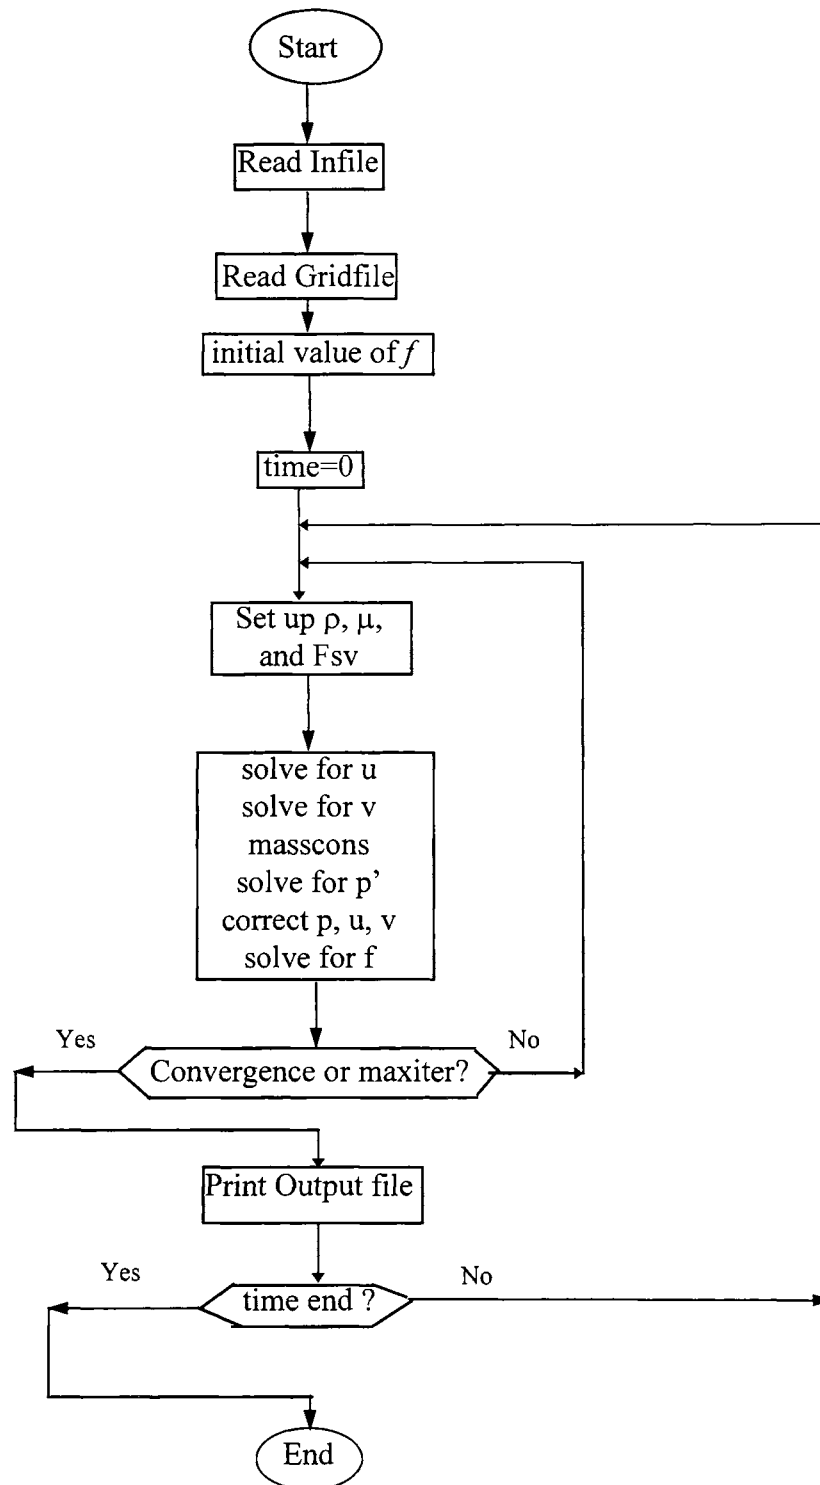 Start
Read Infile
Read Gridfile
initial value of f
time=0
Set up ρ, μ,
and Fsv
solve for u
solve for v
masscons
solve for p’
correct p, u, v
solve for f
Yes
No
Convergence or maxiter?
Print Output file
Yes
No
time end ?
End